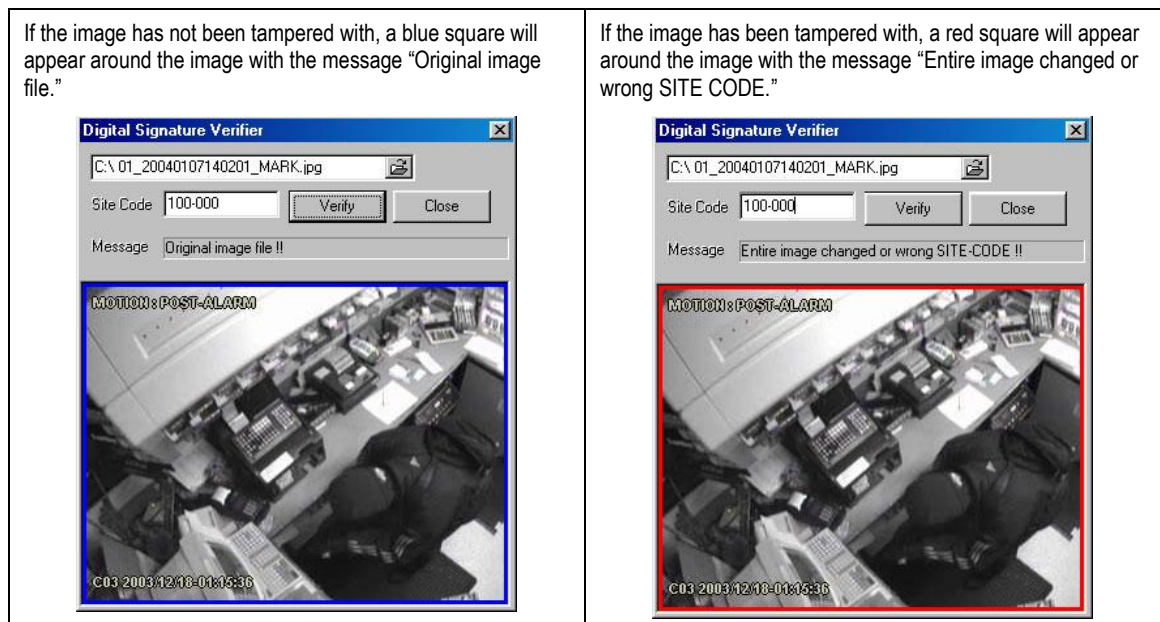 If the image has not been tampered with, a blue square will
appear around the image with the message “Original image
file.”
Digital Signature Verifier
C:\ 01_20040107140201_MARK.jpg
Site Code 100-000 Verify Close
Message Original image file !!
MOTION : POST-ALARM
C03 2003/12/18-01:15:36
If the image has been tampered with, a red square will appear
around the image with the message “Entire image changed or
wrong SITE CODE.”
Digital Signature Verifier
C:\ 01_20040107140201_MARK.jpg
Site Code 100-000 Verify Close
Message Entire image changed or wrong SITE-CODE !!
MOTION : POST-ALARM
C03 2003/12/18-01:15:36